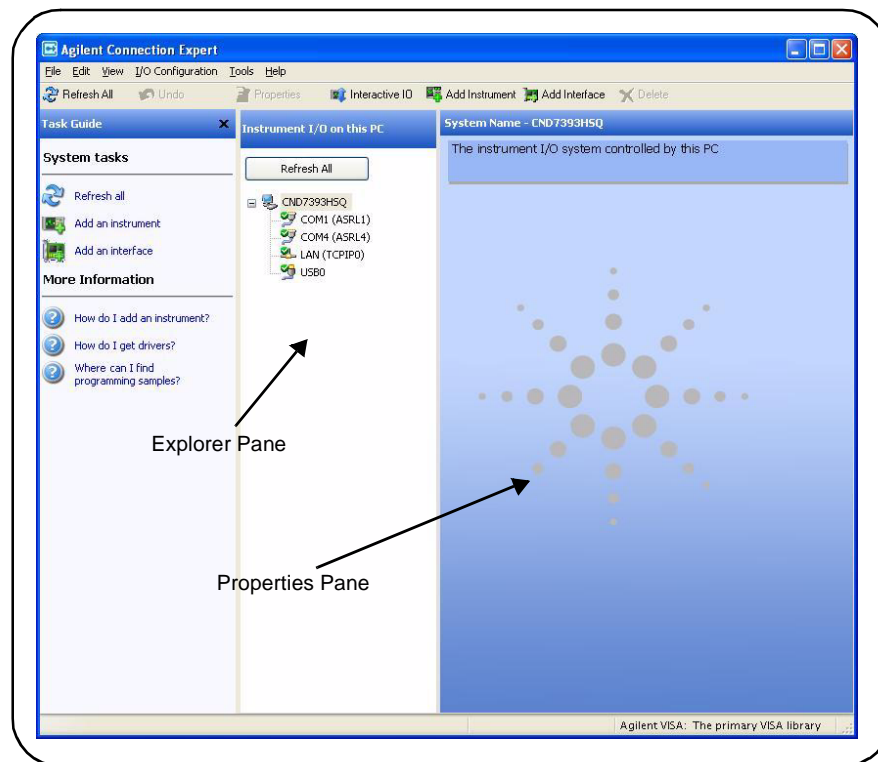 Agilent Connection Expert
File Edit View I/O Configuration Tools Help
Refresh All Undo Properties Interactive IO Add Instrument Add Interface Delete
Task Guide
System tasks
Refresh all
Add an instrument
Add an interface
More Information
How do I add an instrument?
How do I get drivers?
Where can I find
programming samples?
Instrument I/O on this PC
Refresh All
CND7393HSQ
COM1 (ASRL1)
COM4 (ASRL4)
LAN (TCPIP0)
USB0
Explorer Pane
System Name - CND7393HSQ
The instrument I/O system controlled by this PC
Properties Pane
Agilent VISA: The primary VISA library